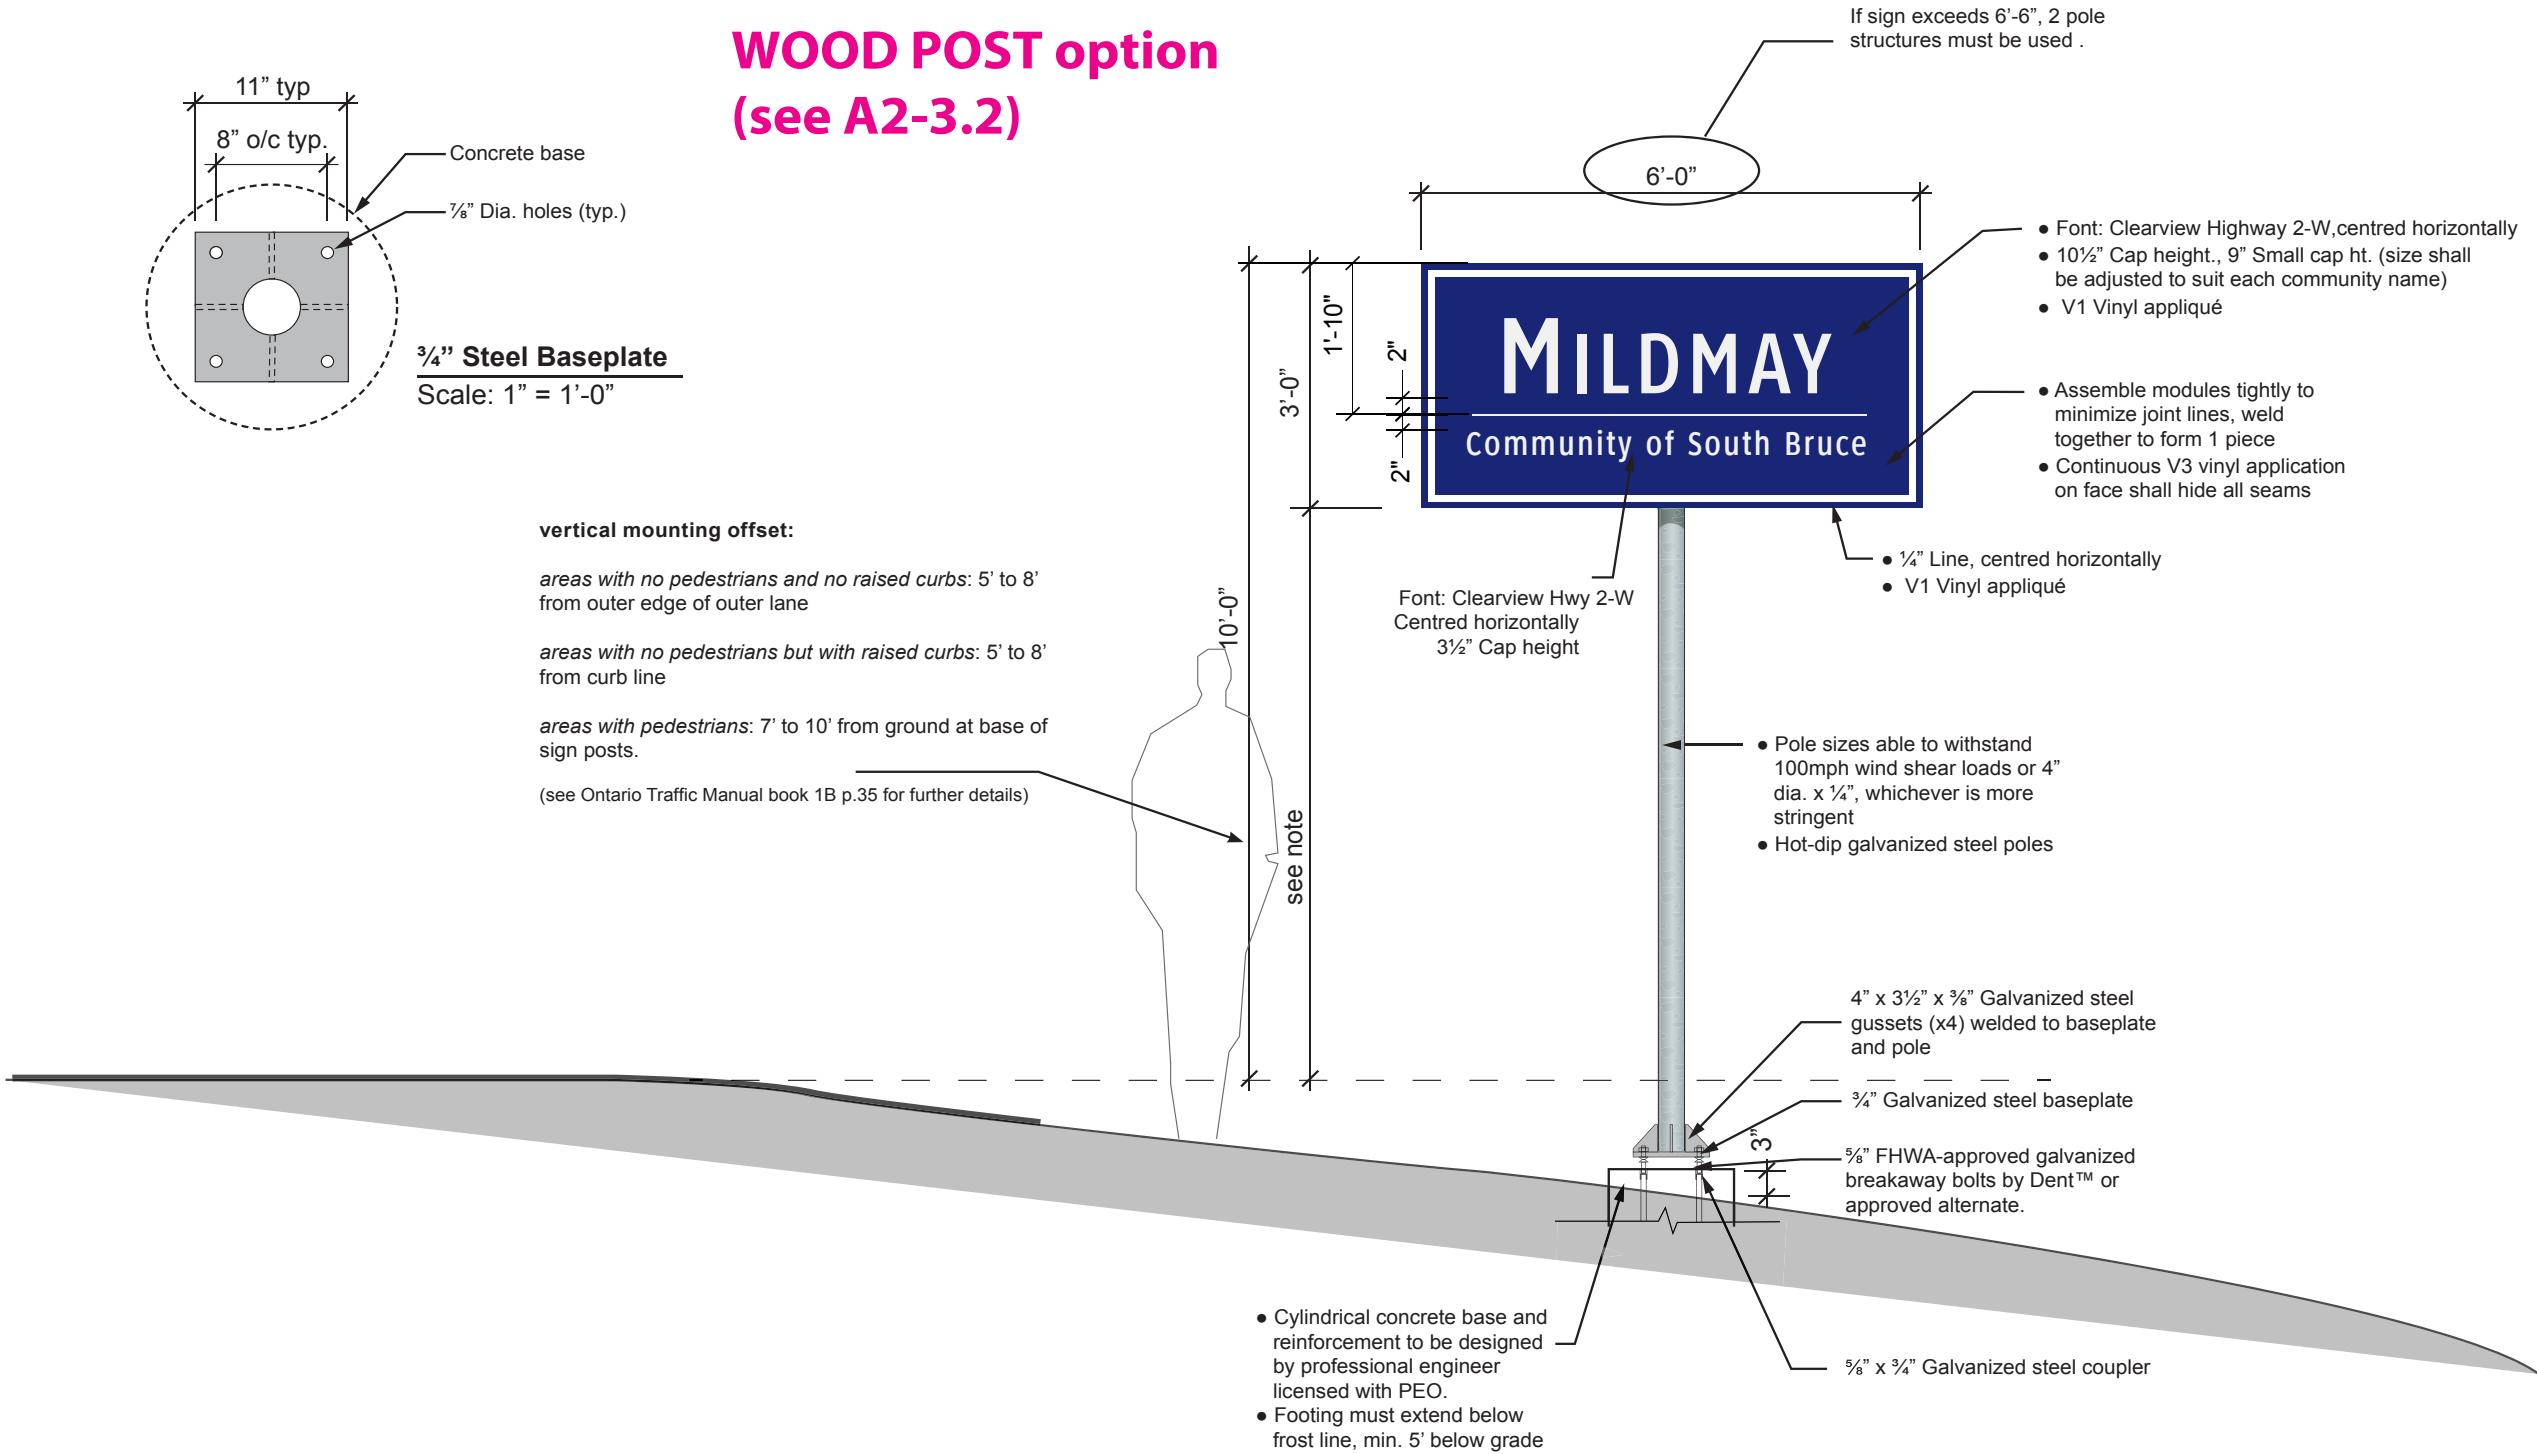 WOOD POST option
(see A2-3.2)
If sign exceeds 6’-6”, 2 pole
structures must be used .
11” typ
8” o/c typ.
Concrete base
⅞” Dia. holes (typ.)
¾” Steel Baseplate
Scale: 1” = 1’-0”
6’-0”
● Font: Clearview Highway 2-W,centred horizontally
● 10½” Cap height., 9” Small cap ht. (size shall
be adjusted to suit each community name)
● V1 Vinyl appliqué
1'-10"
2"
3’-0”
2"
MILDMAY
Community of South Bruce
● Assemble modules tightly to
minimize joint lines, weld
together to form 1 piece
● Continuous V3 vinyl application
on face shall hide all seams
● ¼” Line, centred horizontally
● V1 Vinyl appliqué
vertical mounting offset:
areas with no pedestrians and no raised curbs: 5’ to 8’
from outer edge of outer lane
areas with no pedestrians but with raised curbs: 5’ to 8’
from curb line
areas with pedestrians: 7’ to 10’ from ground at base of
sign posts.
(see Ontario Traffic Manual book 1B p.35 for further details)
10’-0”
see note
Font: Clearview Hwy 2-W
Centred horizontally
3½” Cap height
● Pole sizes able to withstand
100mph wind shear loads or 4”
dia. x ¼”, whichever is more
stringent
● Hot-dip galvanized steel poles
4” x 3½” x ⅜” Galvanized steel
gussets (x4) welded to baseplate
and pole
¾” Galvanized steel baseplate
3”
⅝” FHWA-approved galvanized
breakaway bolts by Dent™ or
approved alternate.
● Cylindrical concrete base and
reinforcement to be designed
by professional engineer
licensed with PEO.
● Footing must extend below
frost line, min. 5’ below grade
⅝” x ¾” Galvanized steel coupler